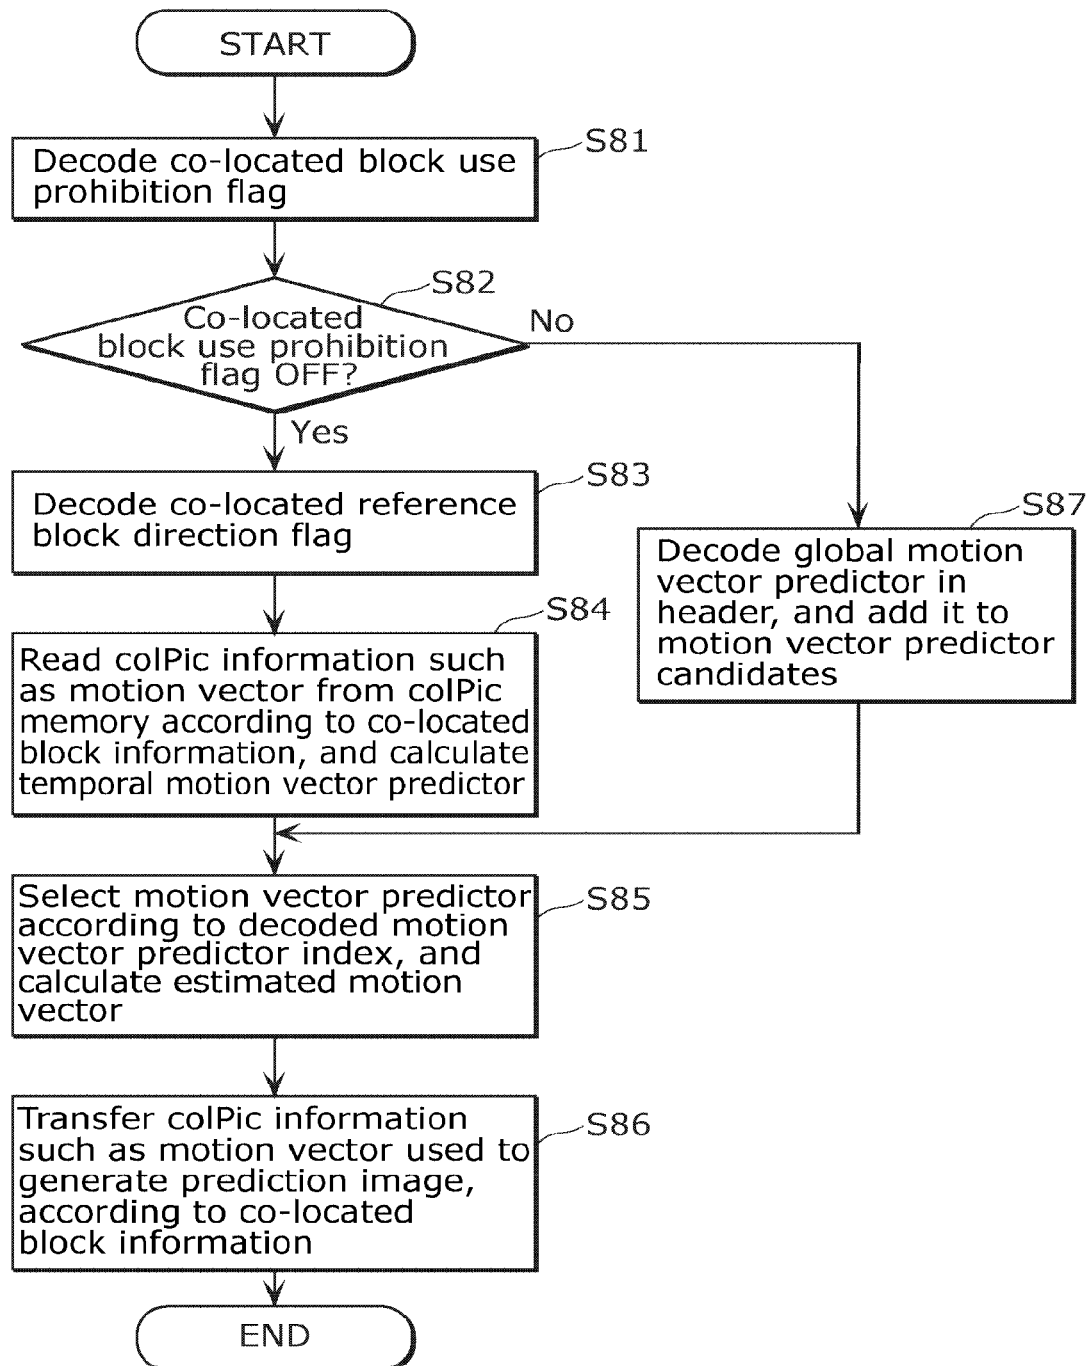 START
S81
Decode co-located block use
prohibition flag
S82
Co-located
block use prohibition
flag OFF?
No
Yes
S83
Decode co-located reference
block direction flag
S87
Decode global motion
vector predictor in
header, and add it to
motion vector predictor
candidates
S84
Read colPic information such
as motion vector from colPic
memory according to co-located
block information, and calculate
temporal motion vector predictor
S85
Select motion vector predictor
according to decoded motion
vector predictor index, and
calculate estimated motion
vector
S86
Transfer colPic information
such as motion vector used to
generate prediction image,
according to co-located
block information
END